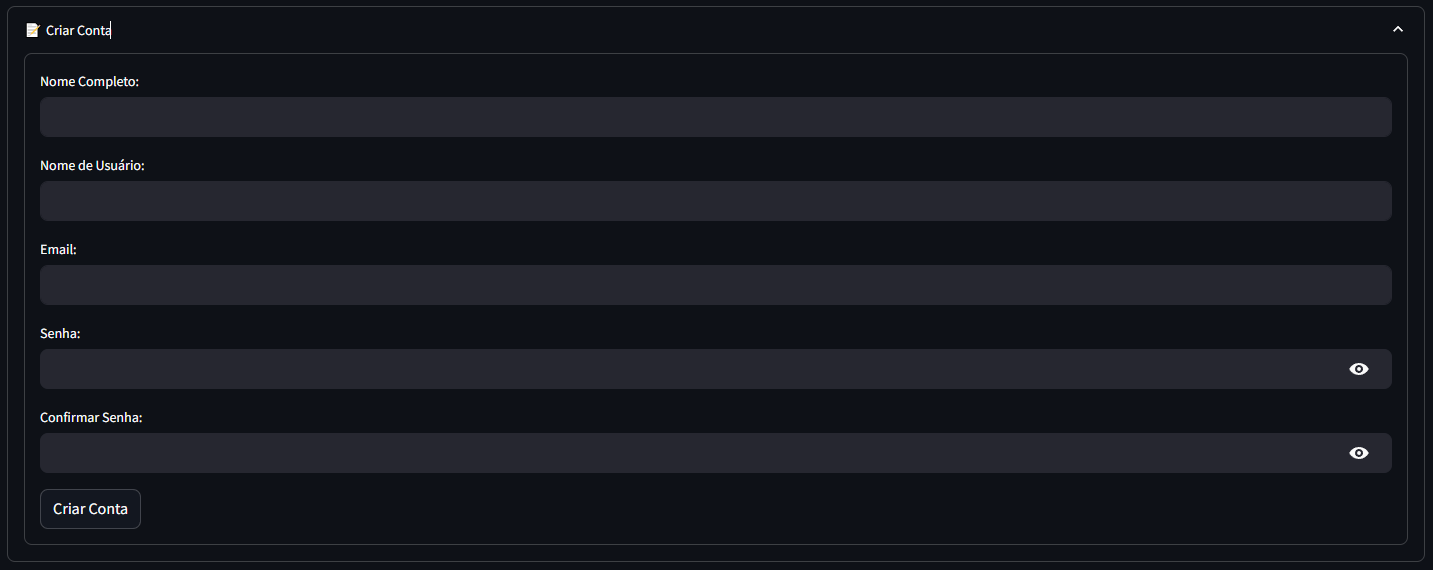 📝 Criar Conta
Nome Completo:
Nome de Usuário:
Email:
Senha:
Confirmar Senha:
Criar Conta